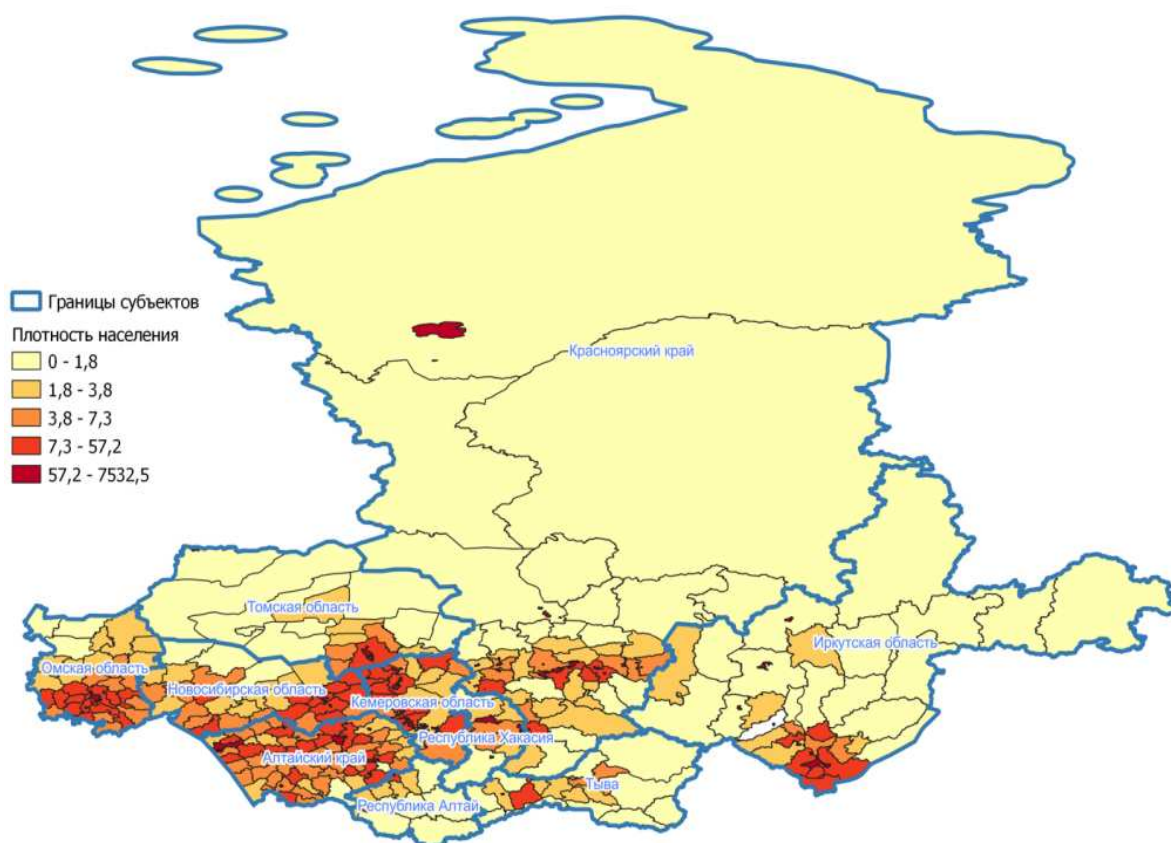 Границы субъектов
Плотность населения
0 - 1,8
1,8 - 3,8
3,8 - 7,3
7,3 - 57,2
57,2 - 7532,5
Красноярский край
Томская область
Иркутская область
Омская область
Новосибирская область
Кемеровская область
Республика Хакасия
Алтайский край
Тыва
Республика Алтай